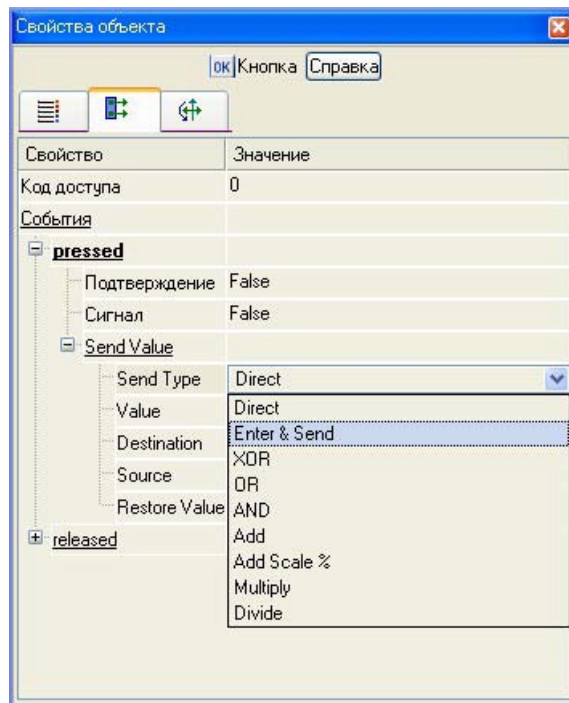 Свойства объекта
ОК Кнопка Справка
Свойство Значение
Код доступа 0
События
pressed
Подтверждение False
Сигнал False
Send Value
Send Type Direct
Value Direct
Destination Enter & Send
XOR
Source OR
Restore Value AND
released Add
Add Scale %
Multiply
Divide